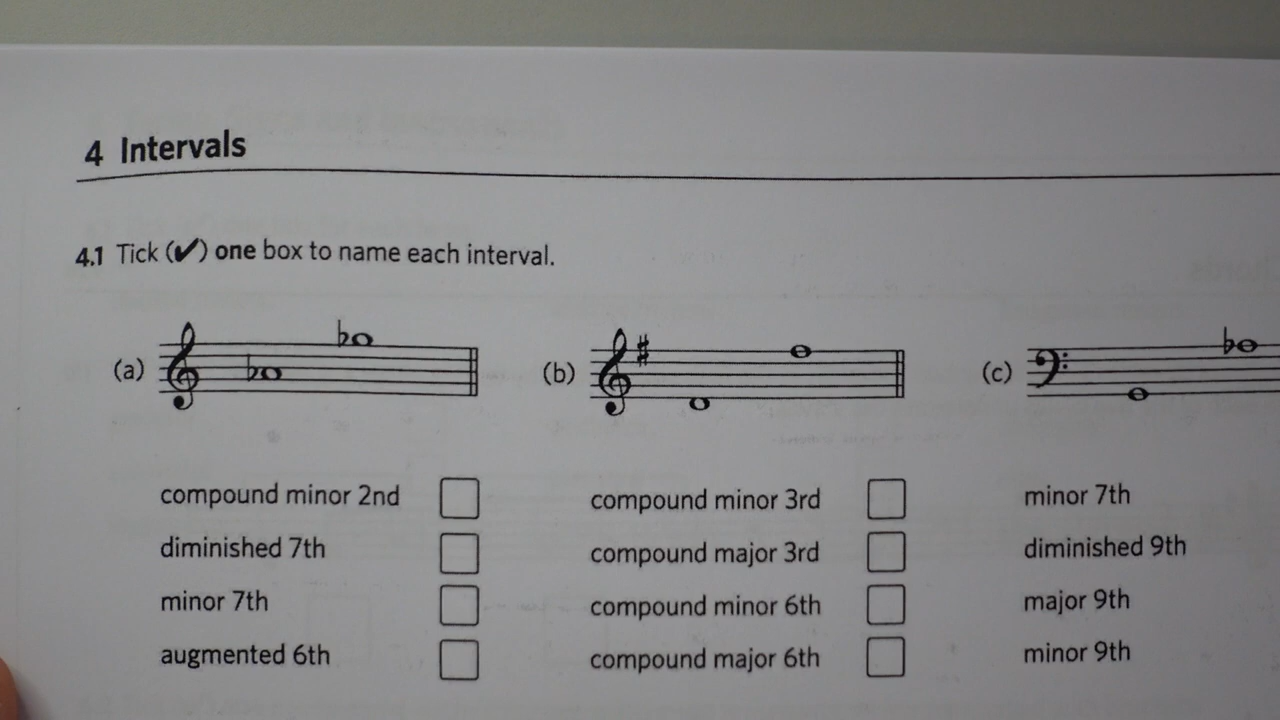 4 Intervals
4.1 Tick (✔) one box to name each interval.
(a) (b) (c)
compound minor 2nd compound minor 3rd minor 7th
diminished 7th compound major 3rd diminished 9th
minor 7th compound minor 6th major 9th
augmented 6th compound major 6th minor 9th